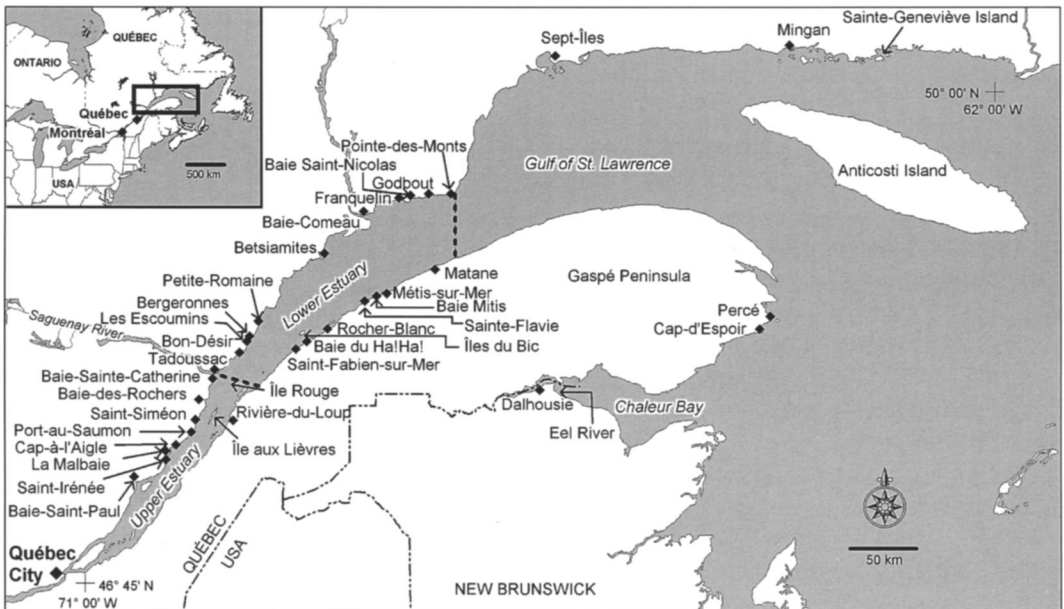 QUÉBEC
ONTARIO
Québec
Montréal
USA
500 km
Sept-Îles
Mingan
Sainte-Geneviève Island
50° 00' N
62° 00' W
Pointe-des-Monts
Baie Saint-Nicolas
Godbout
Franquelin
Baie-Comeau
Gulf of St. Lawrence
Anticosti Island
Betsiamites
Lower Estuary
Matane
Gaspé Peninsula
Petite-Romaine
Métis-sur-Mer
Baie Mitis
Bergeronnes
Les Escoumins
Sainte-Flavie
Percé
Cap-d'Espoir
Saguenay River
Bon-Désir
Rocher-Blanc
Îles du Bic
Baie du Ha!Ha!
Tadoussac
Saint-Fabien-sur-Mer
Baie-Sainte-Catherine
Île Rouge
Baie-des-Rochers
Dalhousie
Chaleur Bay
Saint-Siméon
Rivière-du-Loup
Eel River
Port-au-Saumon
Cap-à-l'Aigle
Île aux Lièvres
La Malbaie
Saint-Irénée
Upper Estuary
Baie-Saint-Paul
QUÉBEC
USA
50 km
Québec
City
46° 45' N
71° 00' W
NEW BRUNSWICK